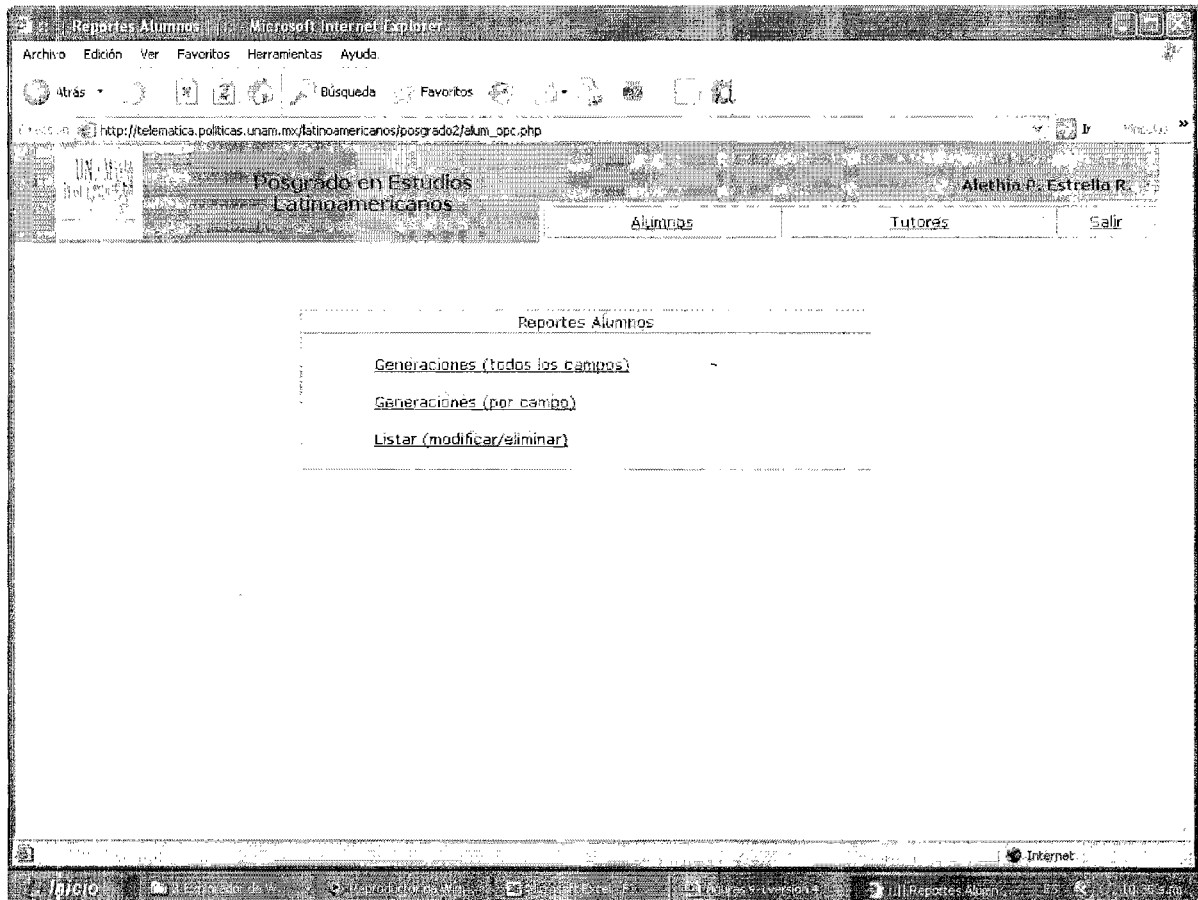 Reportes Alumnos Microsoft Internet Explorer
Archivo Edición Ver Favoritos Herramientas Ayuda
Atrás Búsqueda Favoritos
http://telematica.politicas.unam.mx/latinoamericanos/posgrado2/alum_opc.php Ir »
Posgrado en Estudios
Latinoamericanos
Alethia P. Estrella R.
Alumnos Tutores Salir
Reportes Alumnos
Generaciones (todos los campos)
Generaciones (por campo)
Listar (modificar/eliminar)
Internet
Inicio